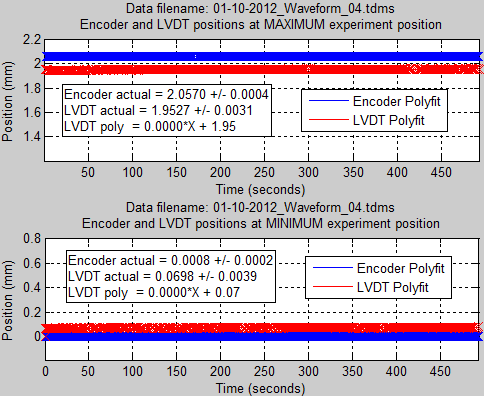 Data filename: 01-10-2012_Waveform_04.tdms
Encoder and LVDT positions at MAXIMUM experiment position
Position (mm)
2.2
2
1.8
1.6
1.4
Encoder actual = 2.0570 +/- 0.0004
LVDT actual = 1.9527 +/- 0.0031
LVDT poly = 0.0000*X + 1.95
Encoder Polyfit
LVDT Polyfit
50 100 150 200 250 300 350 400 450
Time (seconds)
Data filename: 01-10-2012_Waveform_04.tdms
Encoder and LVDT positions at MINIMUM experiment position
Position (mm)
0.8
0.6
0.4
0.2
0
Encoder actual = 0.0008 +/- 0.0002
LVDT actual = 0.0698 +/- 0.0039
LVDT poly = 0.0000*X + 0.07
Encoder Polyfit
LVDT Polyfit
0 50 100 150 200 250 300 350 400 450
Time (seconds)